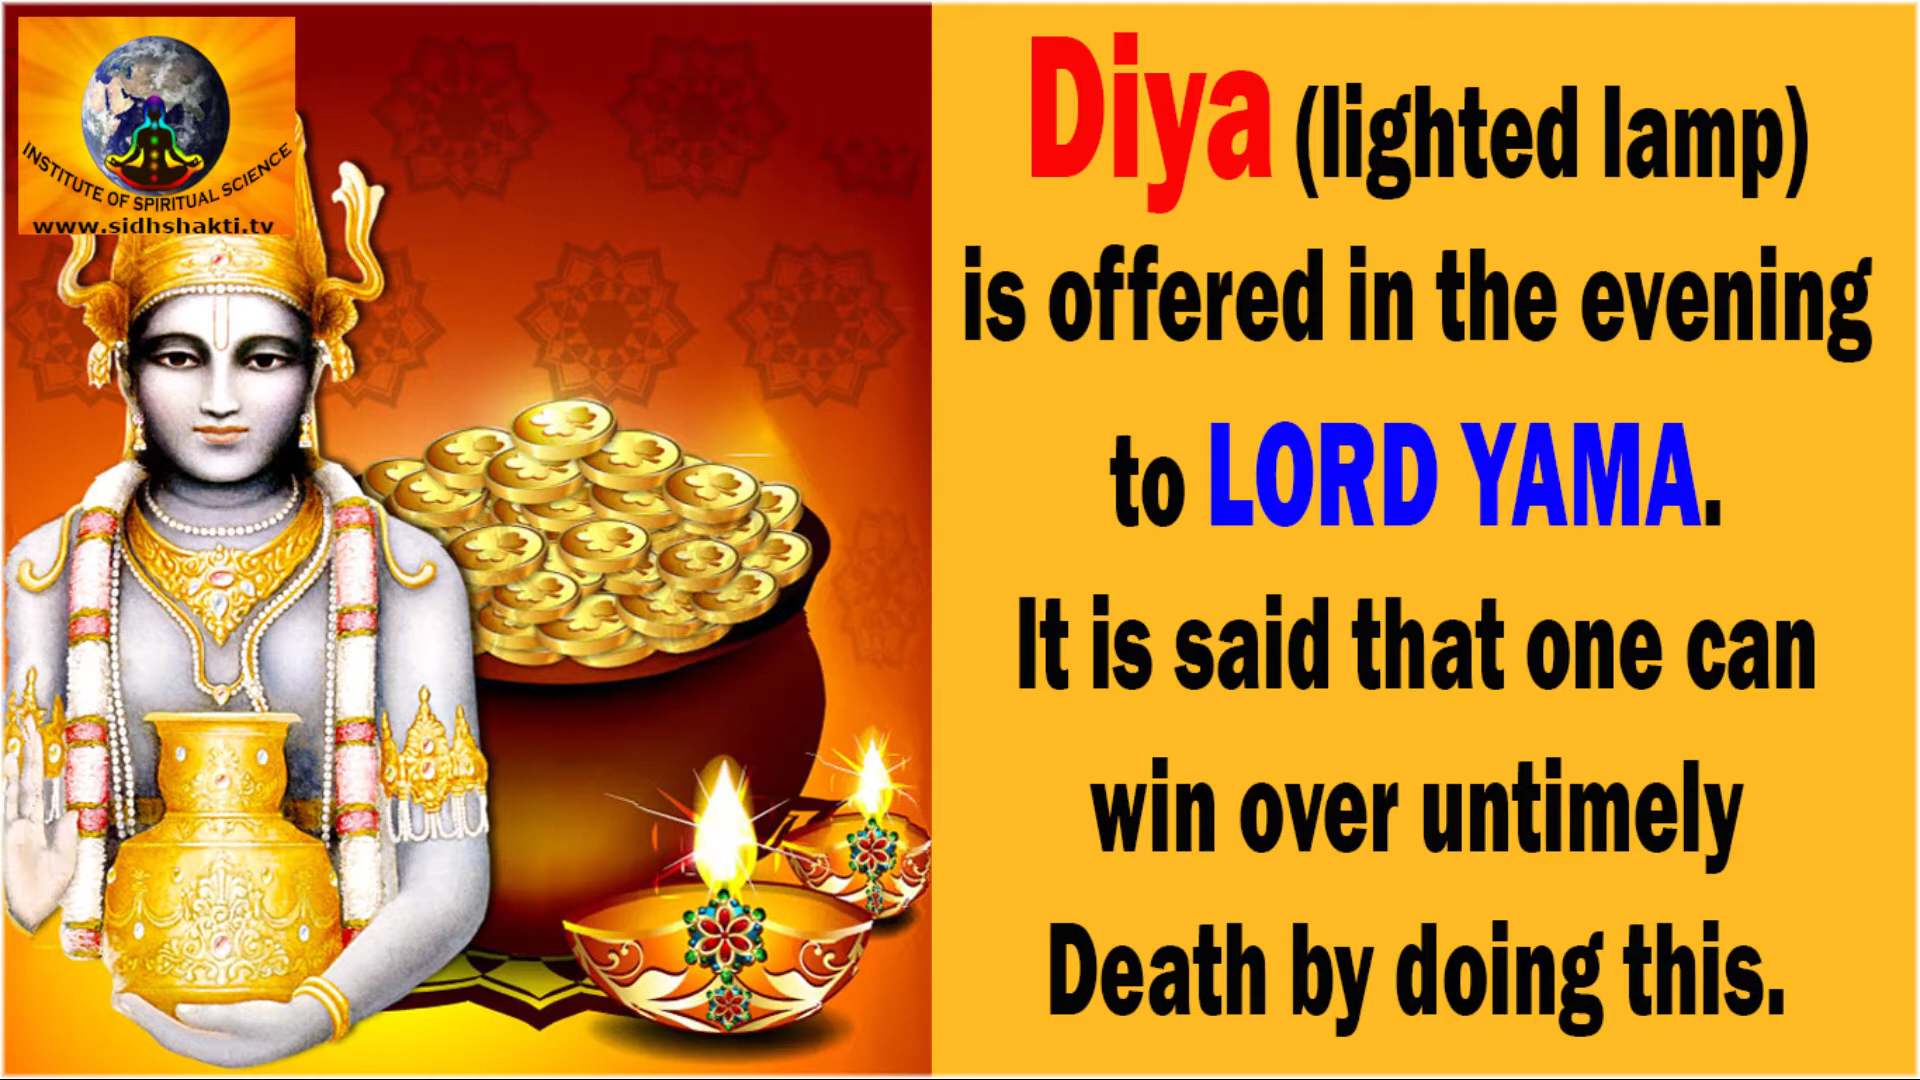 INSTITUTE OF SPIRITUAL SCIENCE
www.sidhshakti.tv
Diya (lighted lamp)
is offered in the evening
to LORD YAMA.
It is said that one can
win over untimely
Death by doing this.